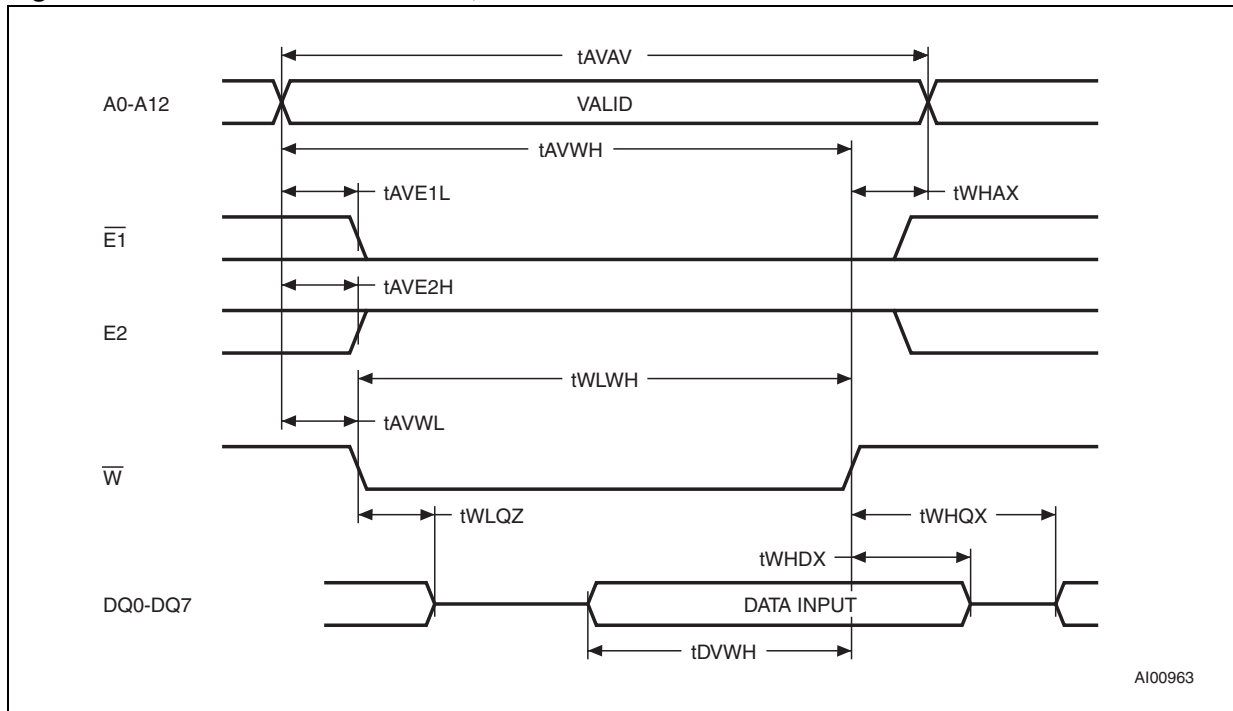 tAVAV
A0-A12
VALID
tAVWH
tAVE1L
tWHAX
E1
tAVE2H
E2
tWLWH
tAVWL
W
tWLQZ
tWHQX
tWHDX
DQ0-DQ7
DATA INPUT
tDVWH
AI00963